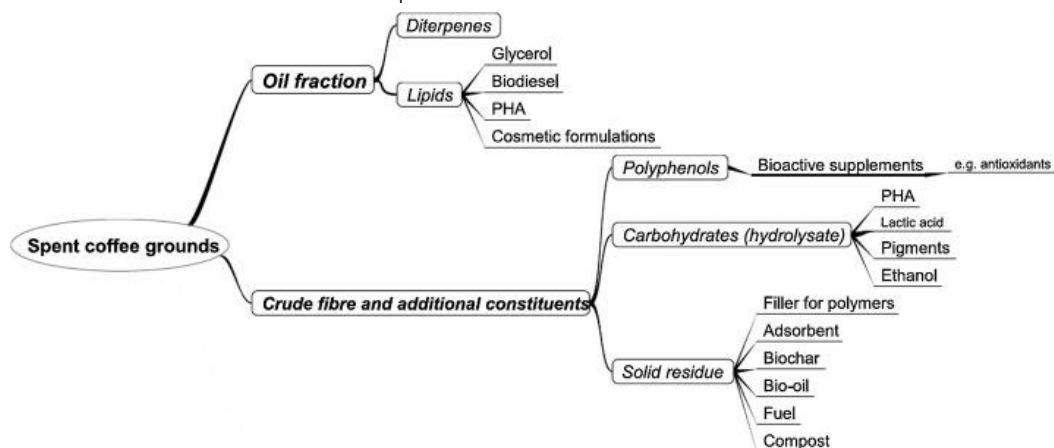 Diterpenes
Oil fraction
Glycerol
Biodiesel
Lipids
PHA
Cosmetic formulations
Polyphenols
Bioactive supplements
e.g. antioxidants
Spent coffee grounds
PHA
Lactic acid
Carbohydrates (hydrolysate)
Pigments
Ethanol
Crude fibre and additional constituents
Filler for polymers
Adsorbent
Biochar
Solid residue
Bio-oil
Fuel
Compost